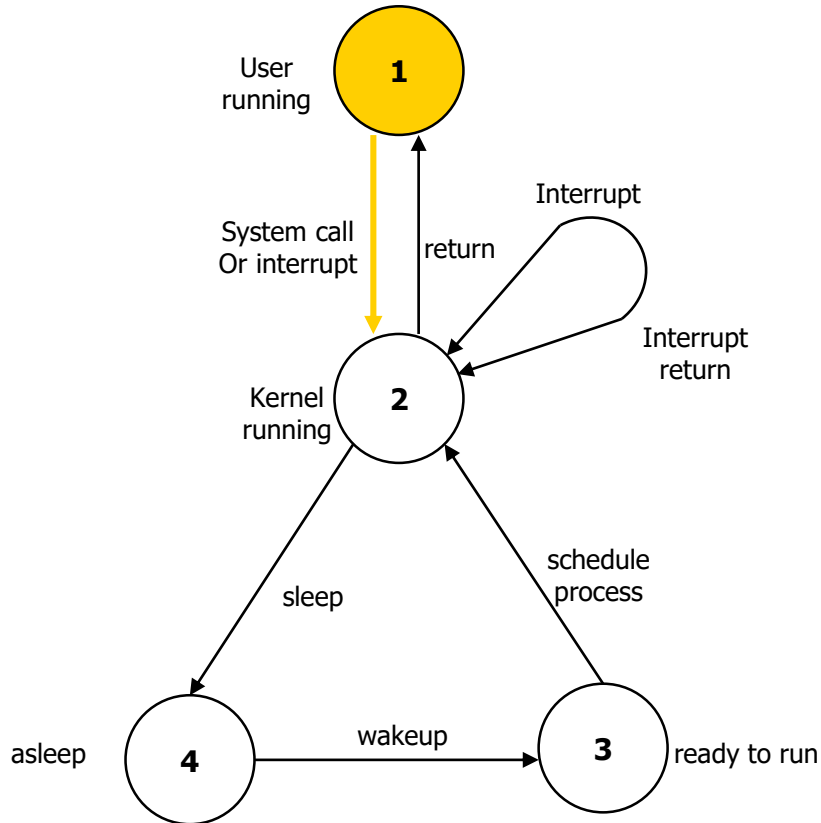 1
User
running
Interrupt
System call
Or interrupt
return
Interrupt
return
2
Kernel
running
schedule
process
sleep
wakeup
asleep
4
3
ready to run